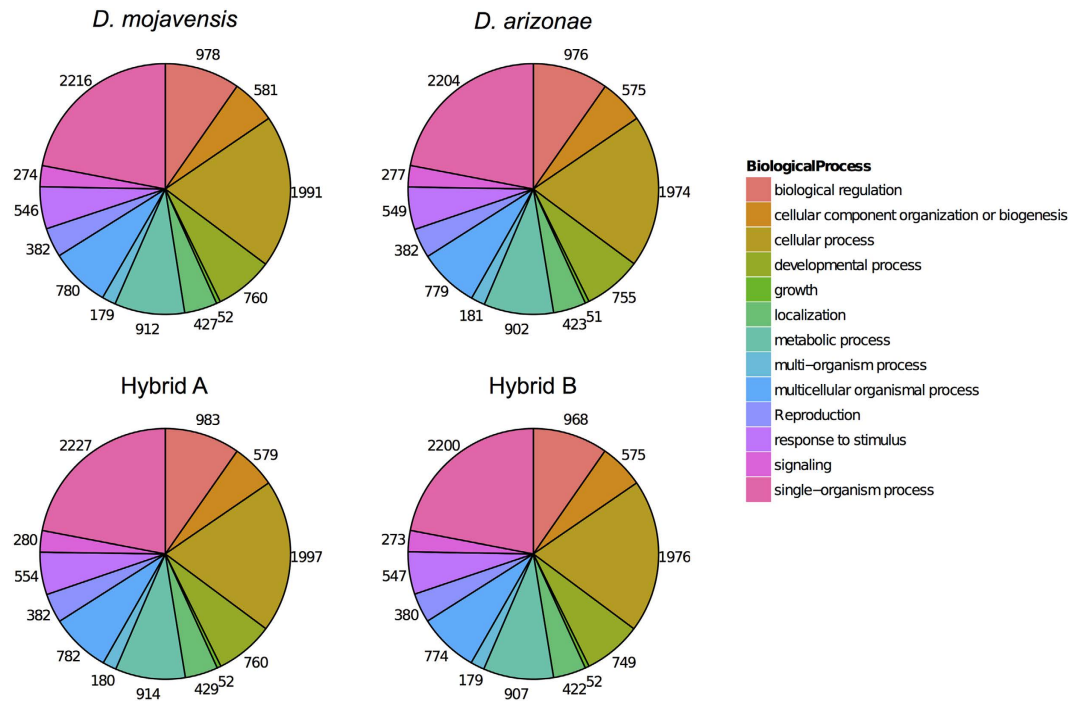 D. mojavensis
978
581
1991
760
52
427
912
179
780
382
546
274
2216
D. arizonae
976
575
1974
755
51
423
902
181
779
382
549
277
2204
Hybrid A
983
579
1997
760
52
429
914
180
782
382
554
280
2227
Hybrid B
968
575
1976
749
52
422
907
179
774
380
547
273
2200
BiologicalProcess
biological regulation
cellular component organization or biogenesis
cellular process
developmental process
growth
localization
metabolic process
multi−organism process
multicellular organismal process
Reproduction
response to stimulus
signaling
single−organism process